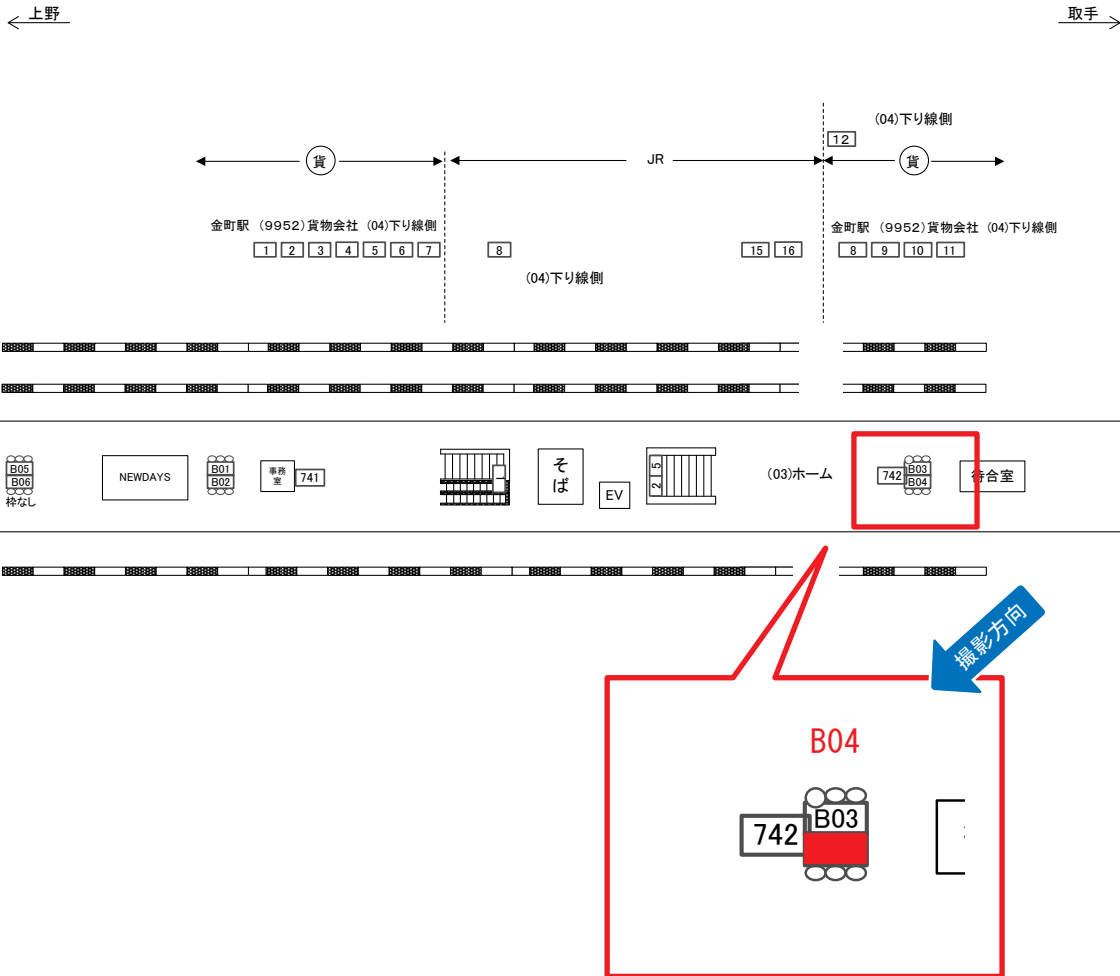 上野
取手
(04)下り線側
12
貨
JR
貨
金町駅 (9952)貨物会社 (04)下り線側
金町駅 (9952)貨物会社 (04)下り線側
1 2 3 4 5 6 7
8
15 16
8 9 10 11
(04)下り線側
B05
B06
枠なし
NEWDAYS
B01
B02
事務
室
741
1
そ
ば
EV
2 5
(03)ホーム
742
B03
B04
待合室
撮影方向
B04
742
B03